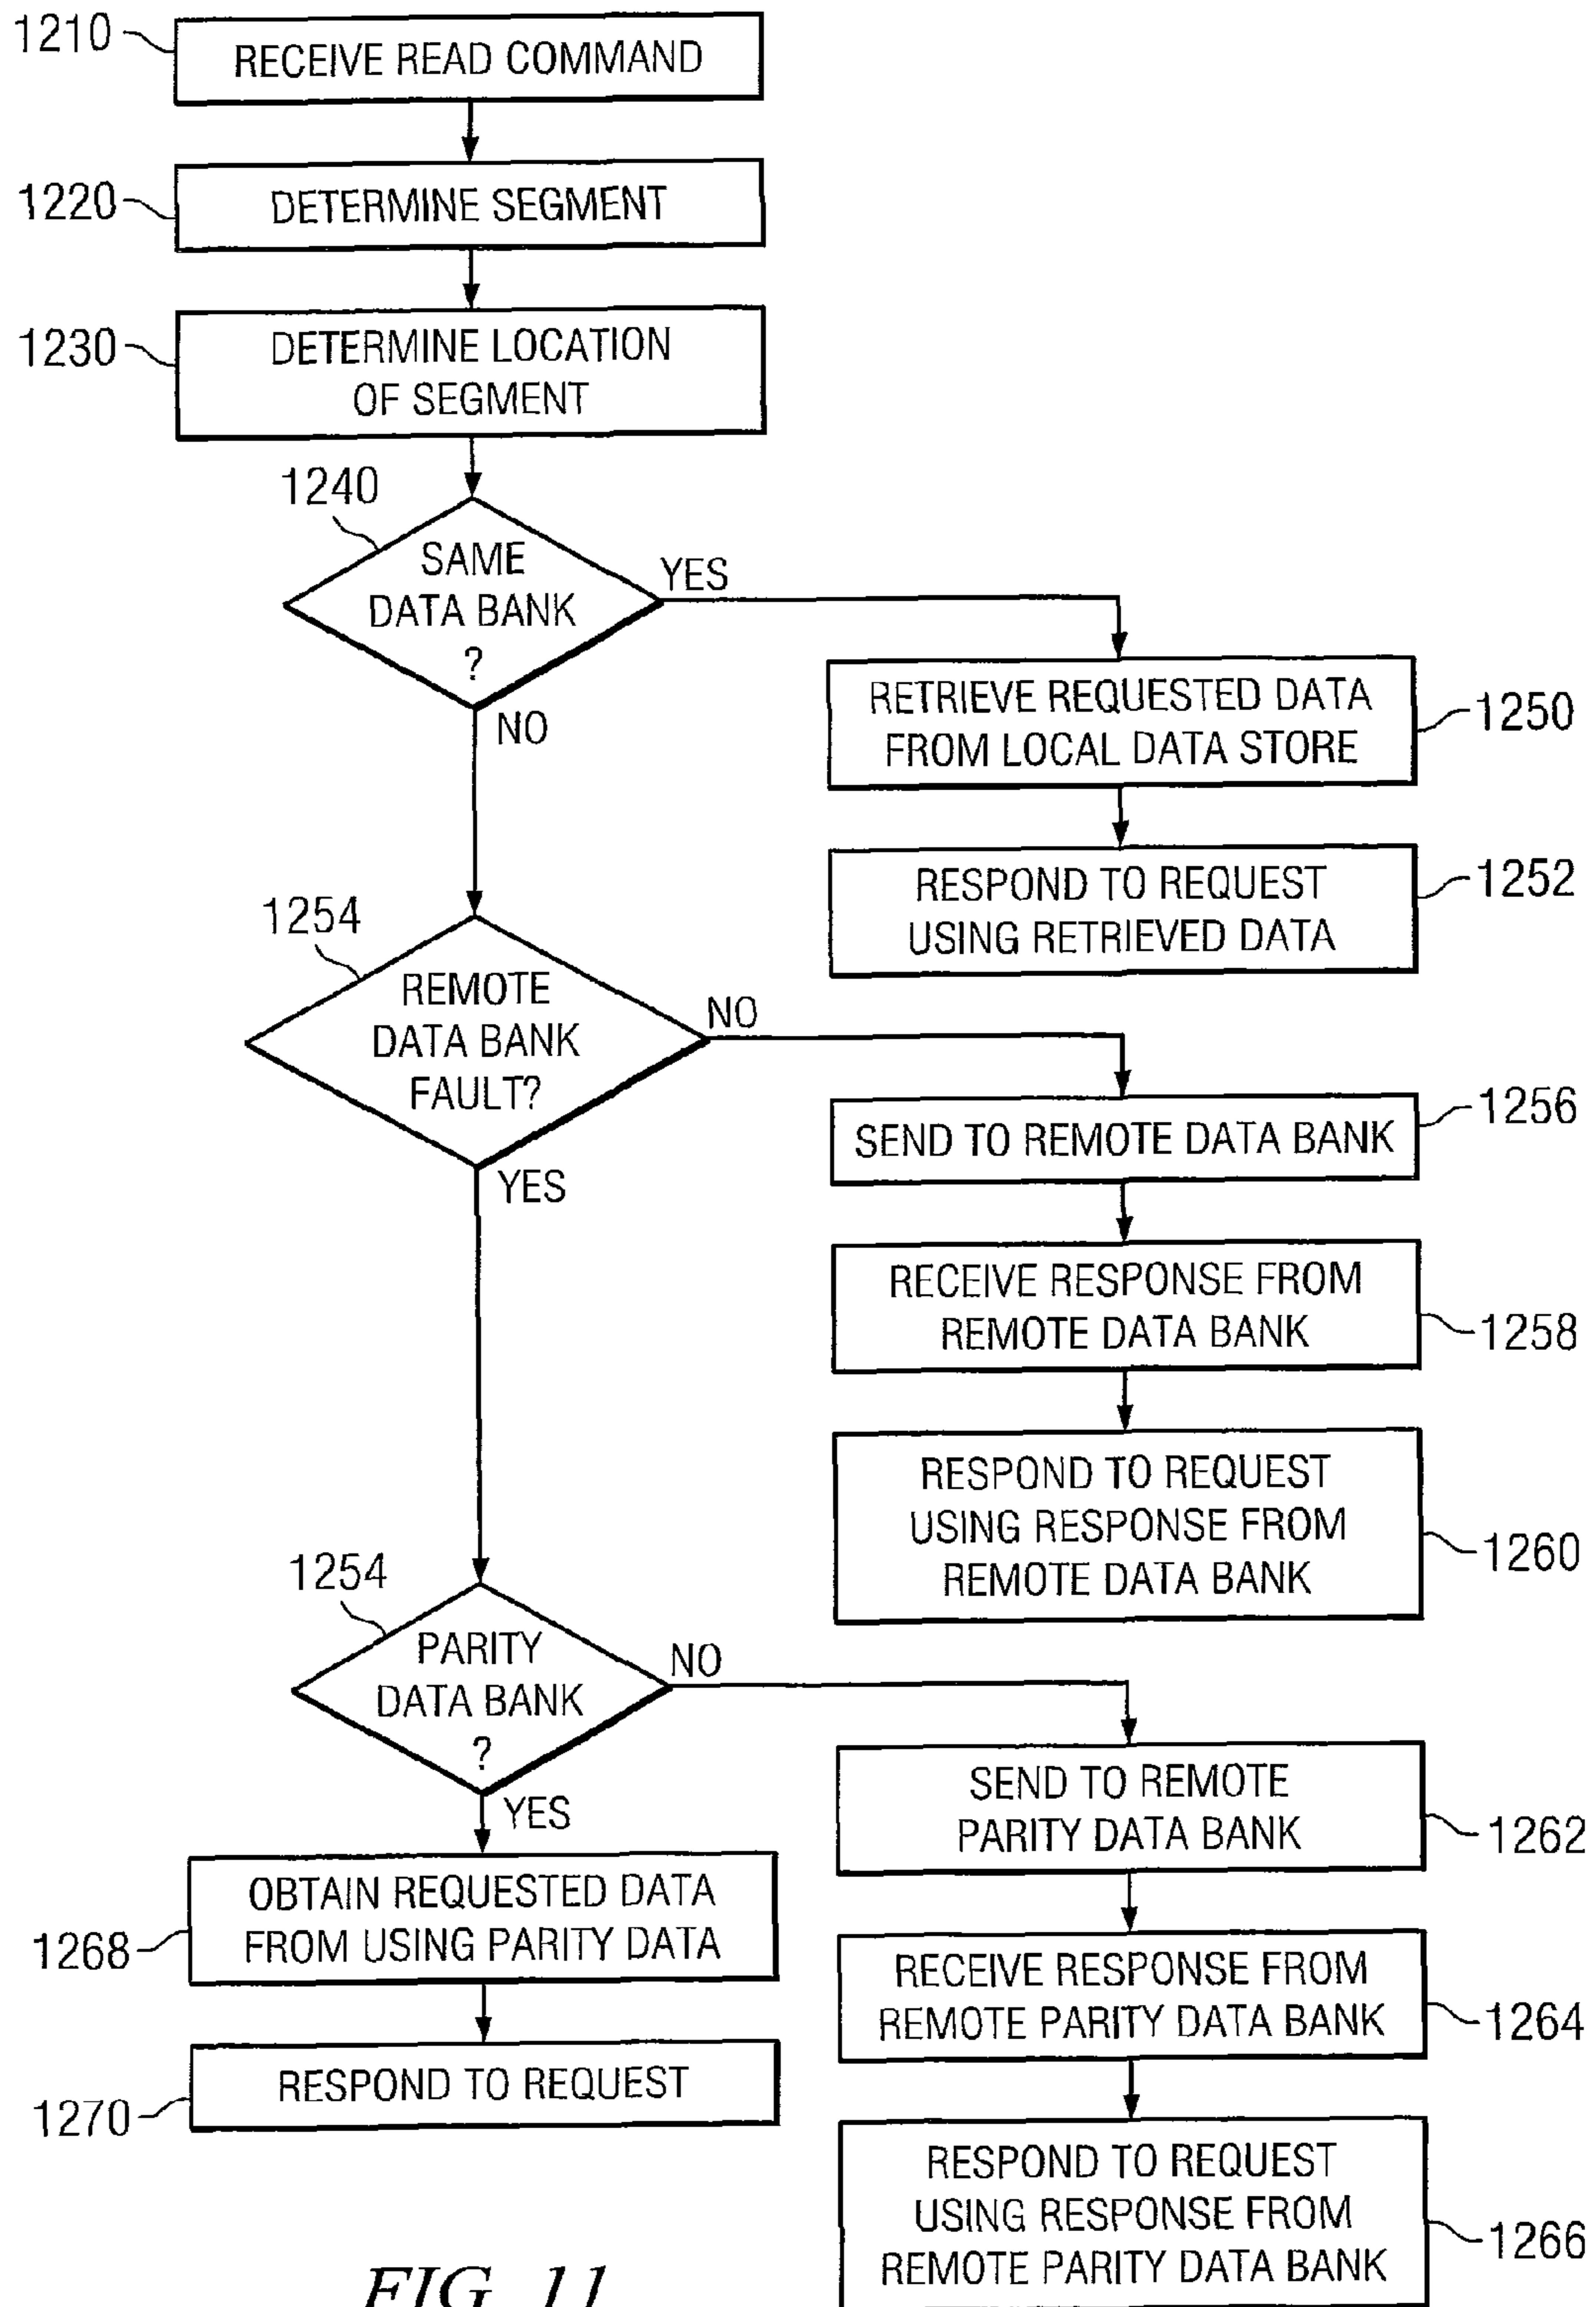 1210
RECEIVE READ COMMAND
1220
DETERMINE SEGMENT
1230
DETERMINE LOCATION
OF SEGMENT
1240
SAME
DATA BANK
?
YES
NO
RETRIEVE REQUESTED DATA
FROM LOCAL DATA STORE
1250
RESPOND TO REQUEST
USING RETRIEVED DATA
1252
1254
REMOTE
DATA BANK
FAULT?
NO
YES
SEND TO REMOTE DATA BANK
1256
RECEIVE RESPONSE FROM
REMOTE DATA BANK
1258
RESPOND TO REQUEST
USING RESPONSE FROM
REMOTE DATA BANK
1260
1254
PARITY
DATA BANK
?
NO
YES
SEND TO REMOTE
PARITY DATA BANK
1262
OBTAIN REQUESTED DATA
FROM USING PARITY DATA
1268
RECEIVE RESPONSE FROM
REMOTE PARITY DATA BANK
1264
RESPOND TO REQUEST
1270
RESPOND TO REQUEST
USING RESPONSE FROM
REMOTE PARITY DATA BANK
1266
FIG. 11